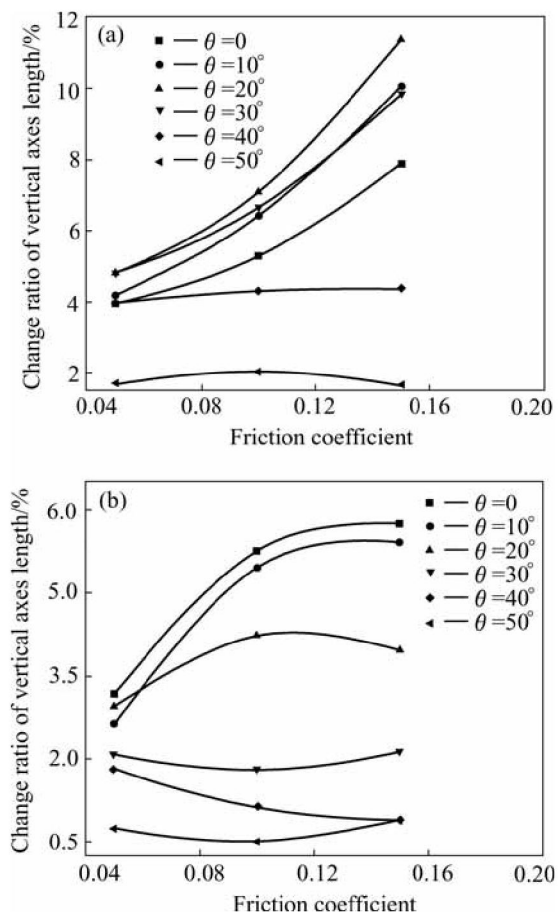 12
(a)
θ=0
θ=10°
θ=20°
θ=30°
θ=40°
θ=50°
10
8
6
4
2
Change ratio of vertical axes length/%
0.04 0.08 0.12 0.16 0.20
Friction coefficient
(b)
θ=0
θ=10°
θ=20°
θ=30°
θ=40°
θ=50°
6.0
5.0
3.5
2.0
0.5
Change ratio of vertical axes length/%
0.04 0.08 0.12 0.16 0.20
Friction coefficient